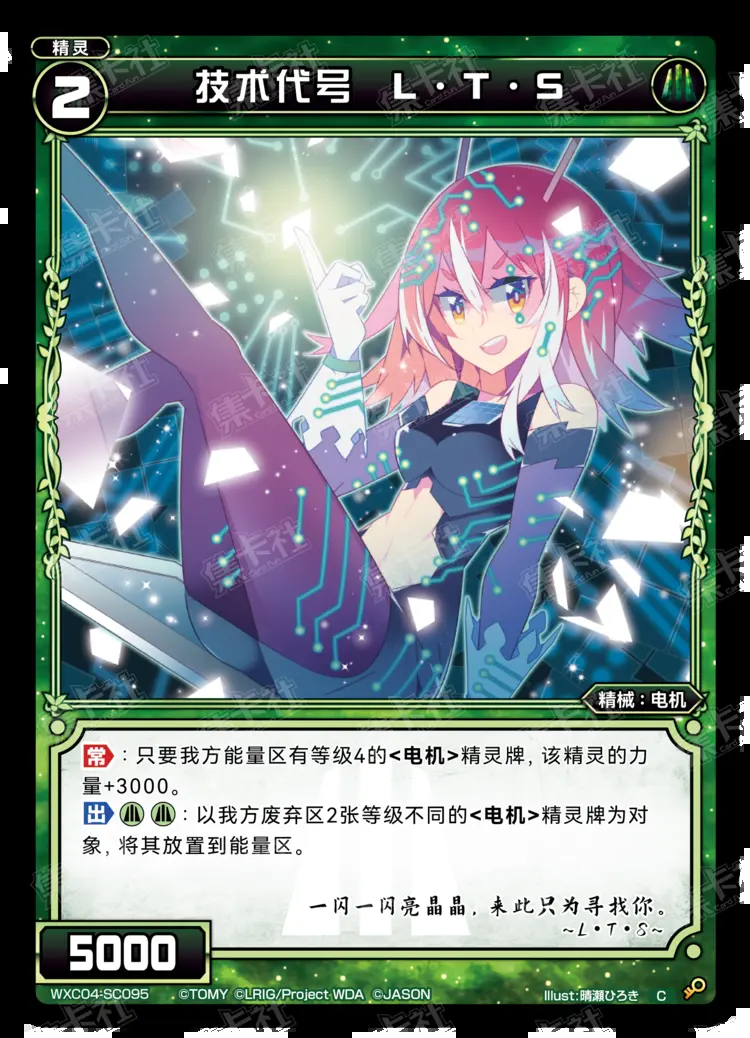 精灵
2
技术代号 L・T・S
精械：电机
常：只要我方能量区有等级4的<电机>精灵牌，该精灵的力
量+3000。
出：以我方废弃区2张等级不同的<电机>精灵牌为对
象，将其放置到能量区。
一闪一闪亮晶晶，来此只为寻找你。
~L・T・S~
5000
WXC04-SC095 ©TOMY ©LRIG/Project WDA ©JASON
Illust:晴瀬ひろき C
集卡社